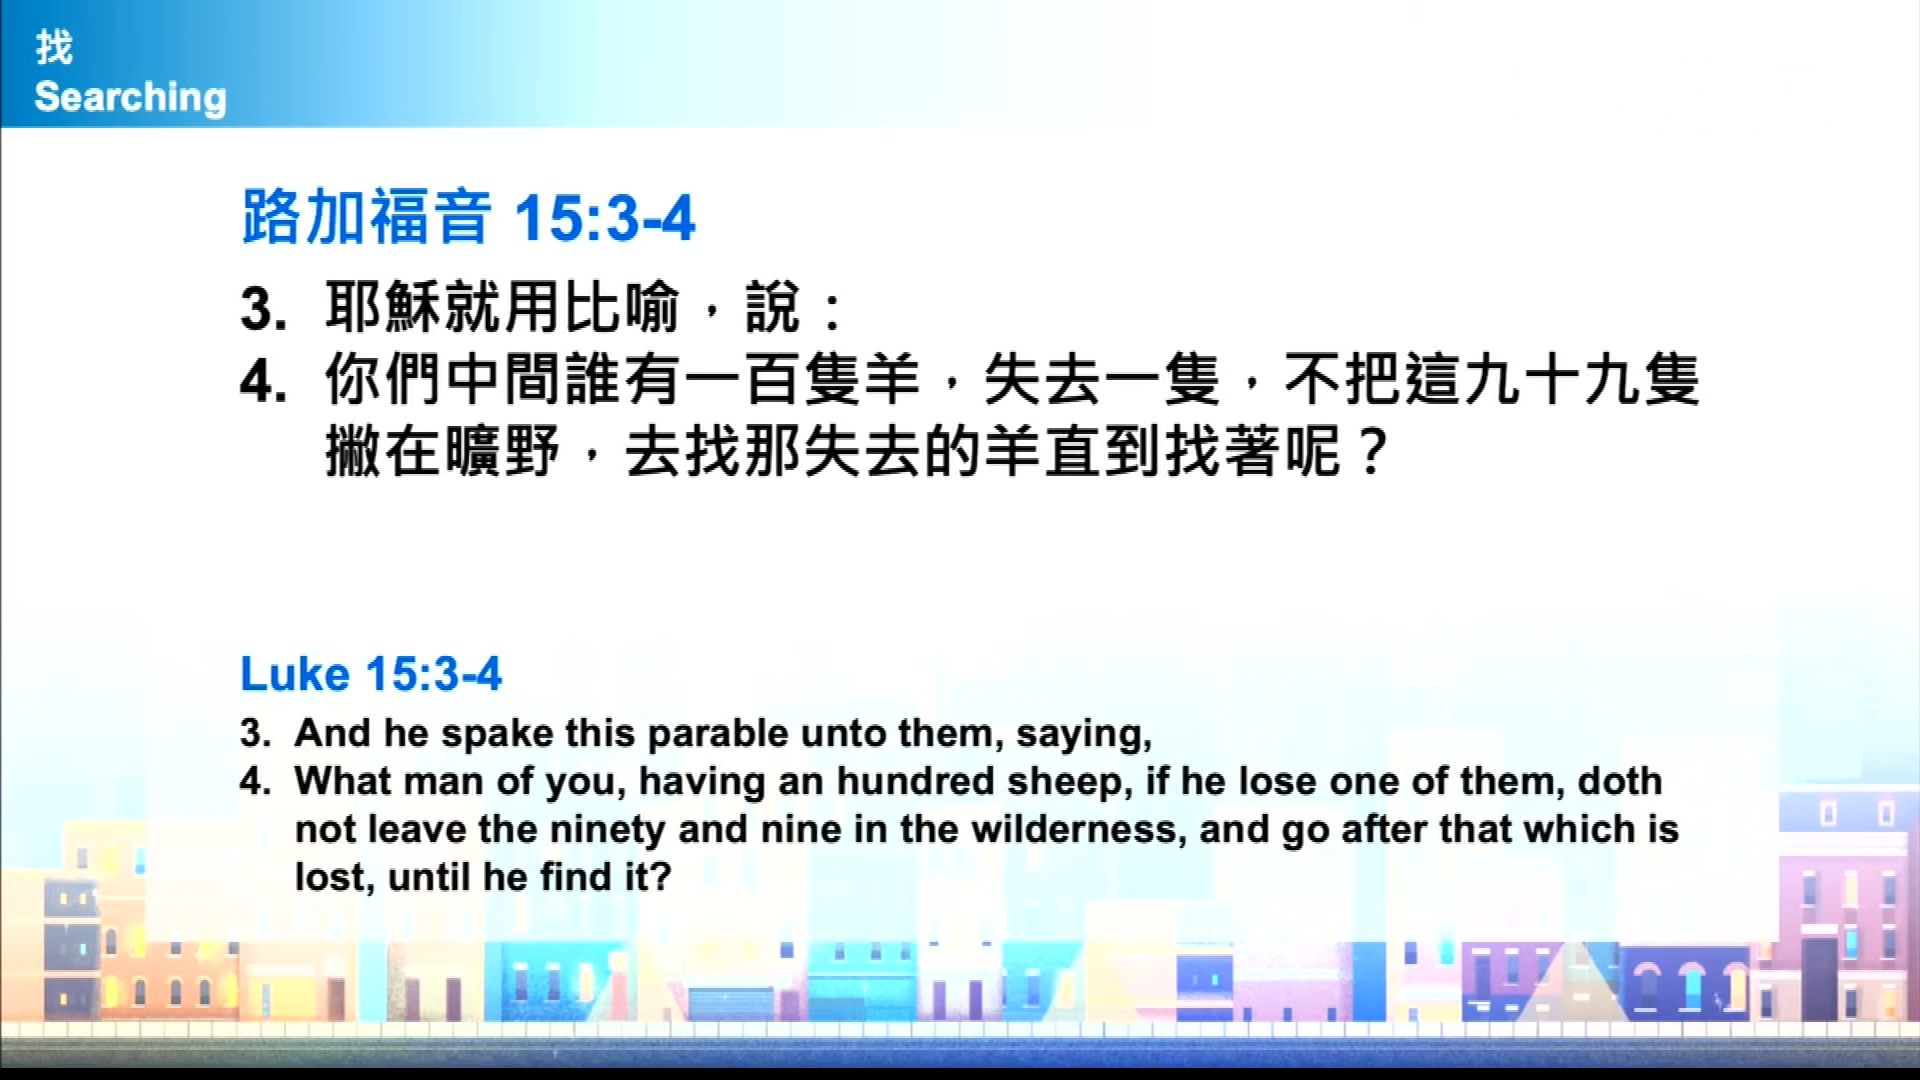 找
Searching
路加福音 15:3-4
3. 耶穌就用比喻，說：
4. 你們中間誰有一百隻羊，失去一隻，不把這九十九隻
撇在曠野，去找那失去的羊直到找著呢？
Luke 15:3-4
3. And he spake this parable unto them, saying,
4. What man of you, having an hundred sheep, if he lose one of them, doth
not leave the ninety and nine in the wilderness, and go after that which is
lost, until he find it?